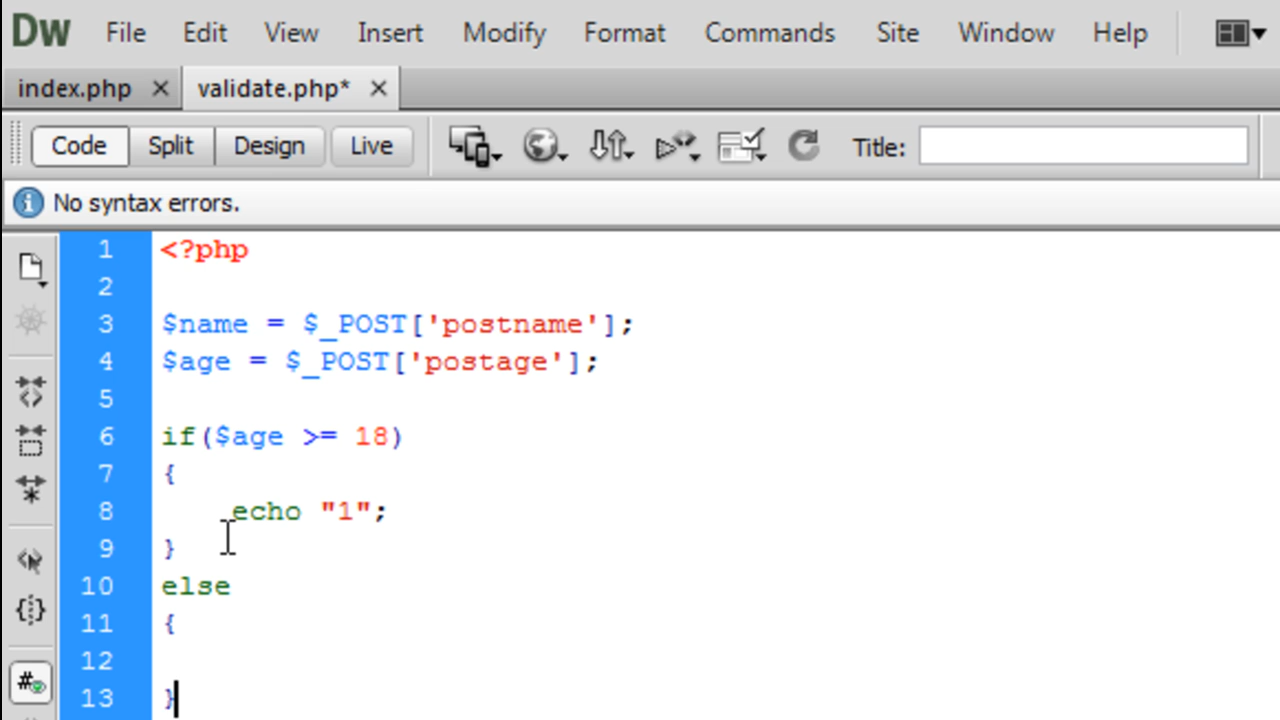 Dw File Edit View Insert Modify Format Commands Site Window Help
index.php validate.php*
Code Split Design Live Title:
No syntax errors.
1 <?php
2
3 $name = $_POST['postname'];
4 $age = $_POST['postage'];
5
6 if($age >= 18)
7 {
8 echo "1";
9 }
10 else
11 {
12
13 }